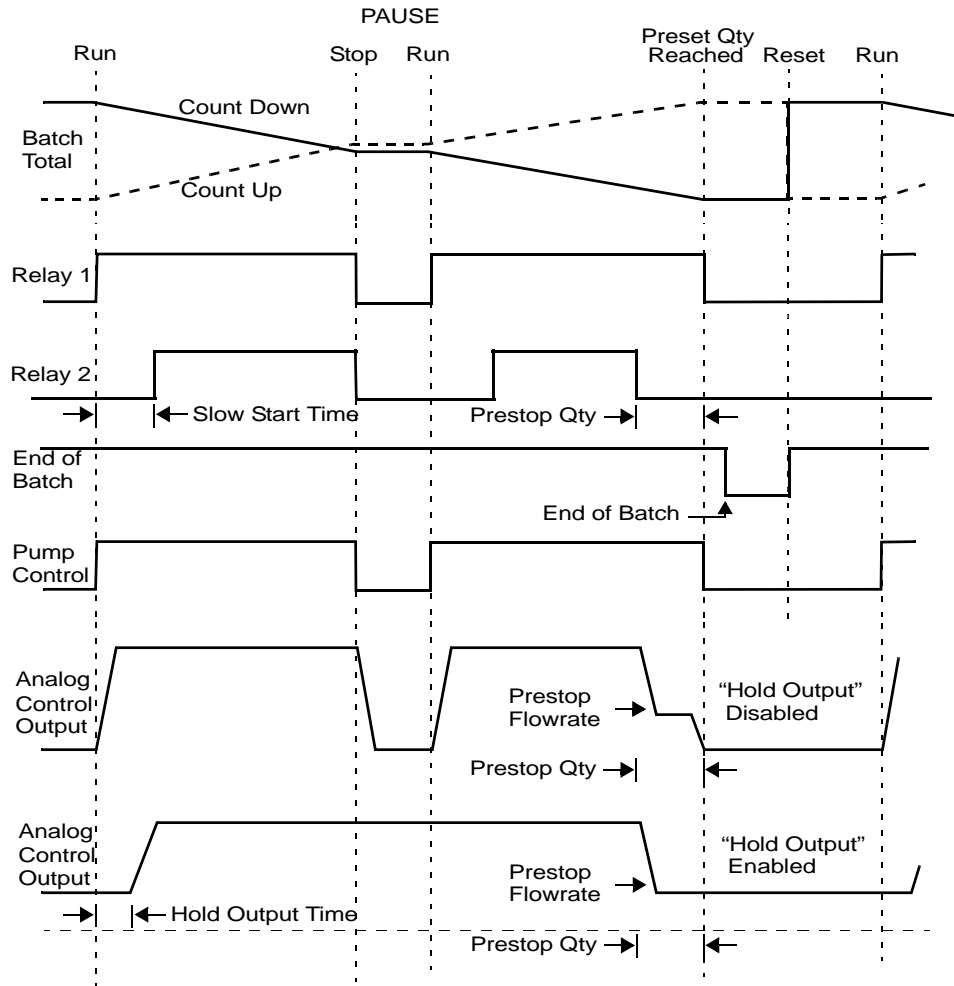 PAUSE
Run
Stop
Run
Preset Qty
Reached
Reset
Run
Count Down
Batch
Total
Count Up
Relay 1
Relay 2
Slow Start Time
Prestop Qty
End of
Batch
End of Batch
Pump
Control
Analog
Control
Output
Prestop
Flowrate
“Hold Output”
Disabled
Prestop Qty
Analog
Control
Output
Prestop
Flowrate
“Hold Output”
Enabled
Hold Output Time
Prestop Qty